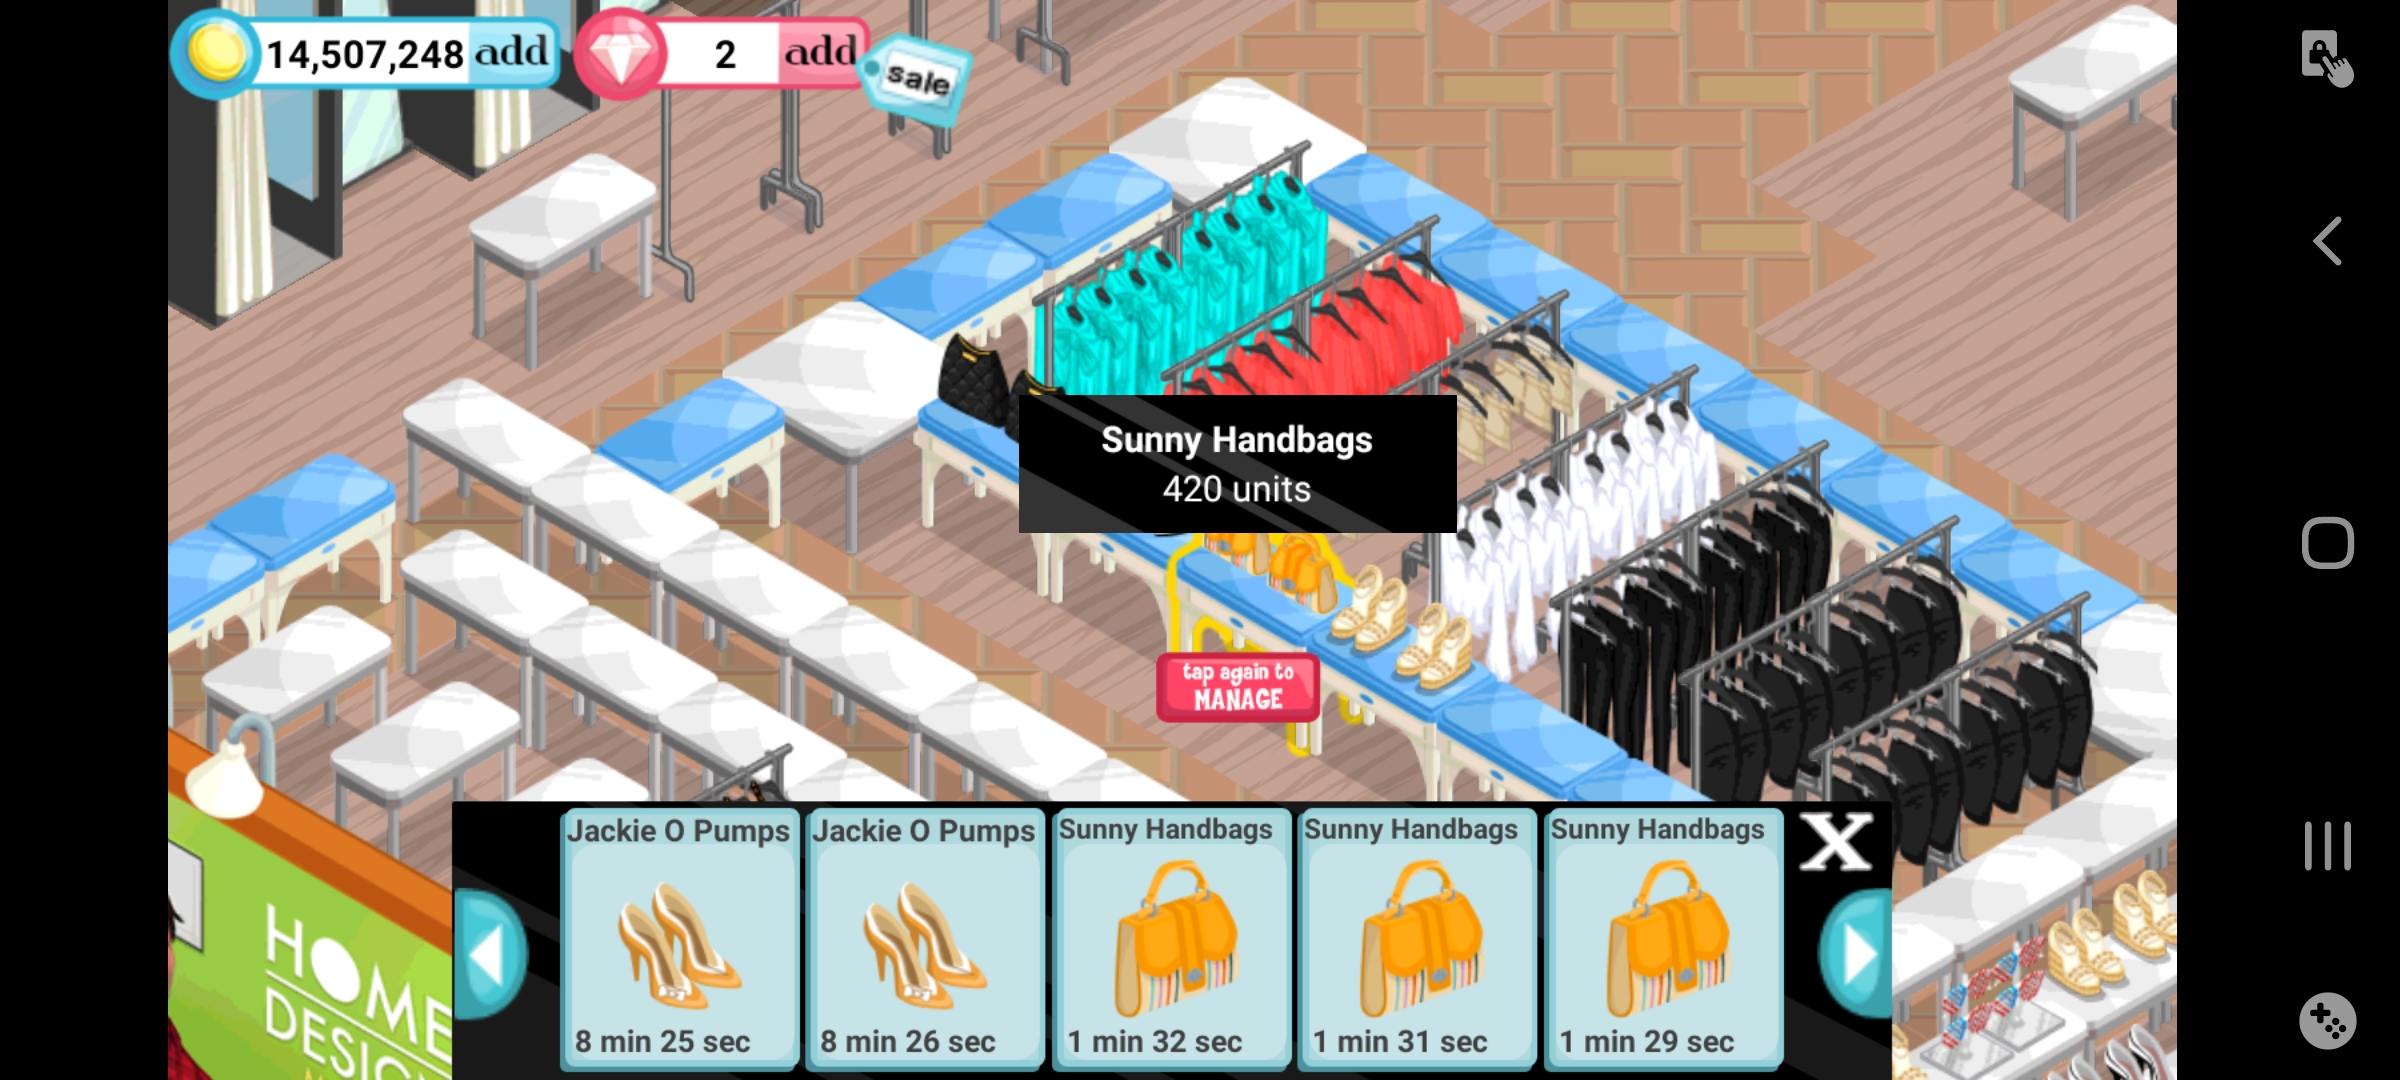 14,507,248 add
2 add
sale
Sunny Handbags
420 units
tap again to
MANAGE
Jackie O Pumps
8 min 25 sec
Jackie O Pumps
8 min 26 sec
Sunny Handbags
1 min 32 sec
Sunny Handbags
1 min 31 sec
Sunny Handbags
1 min 29 sec
X
HOME
DESIG